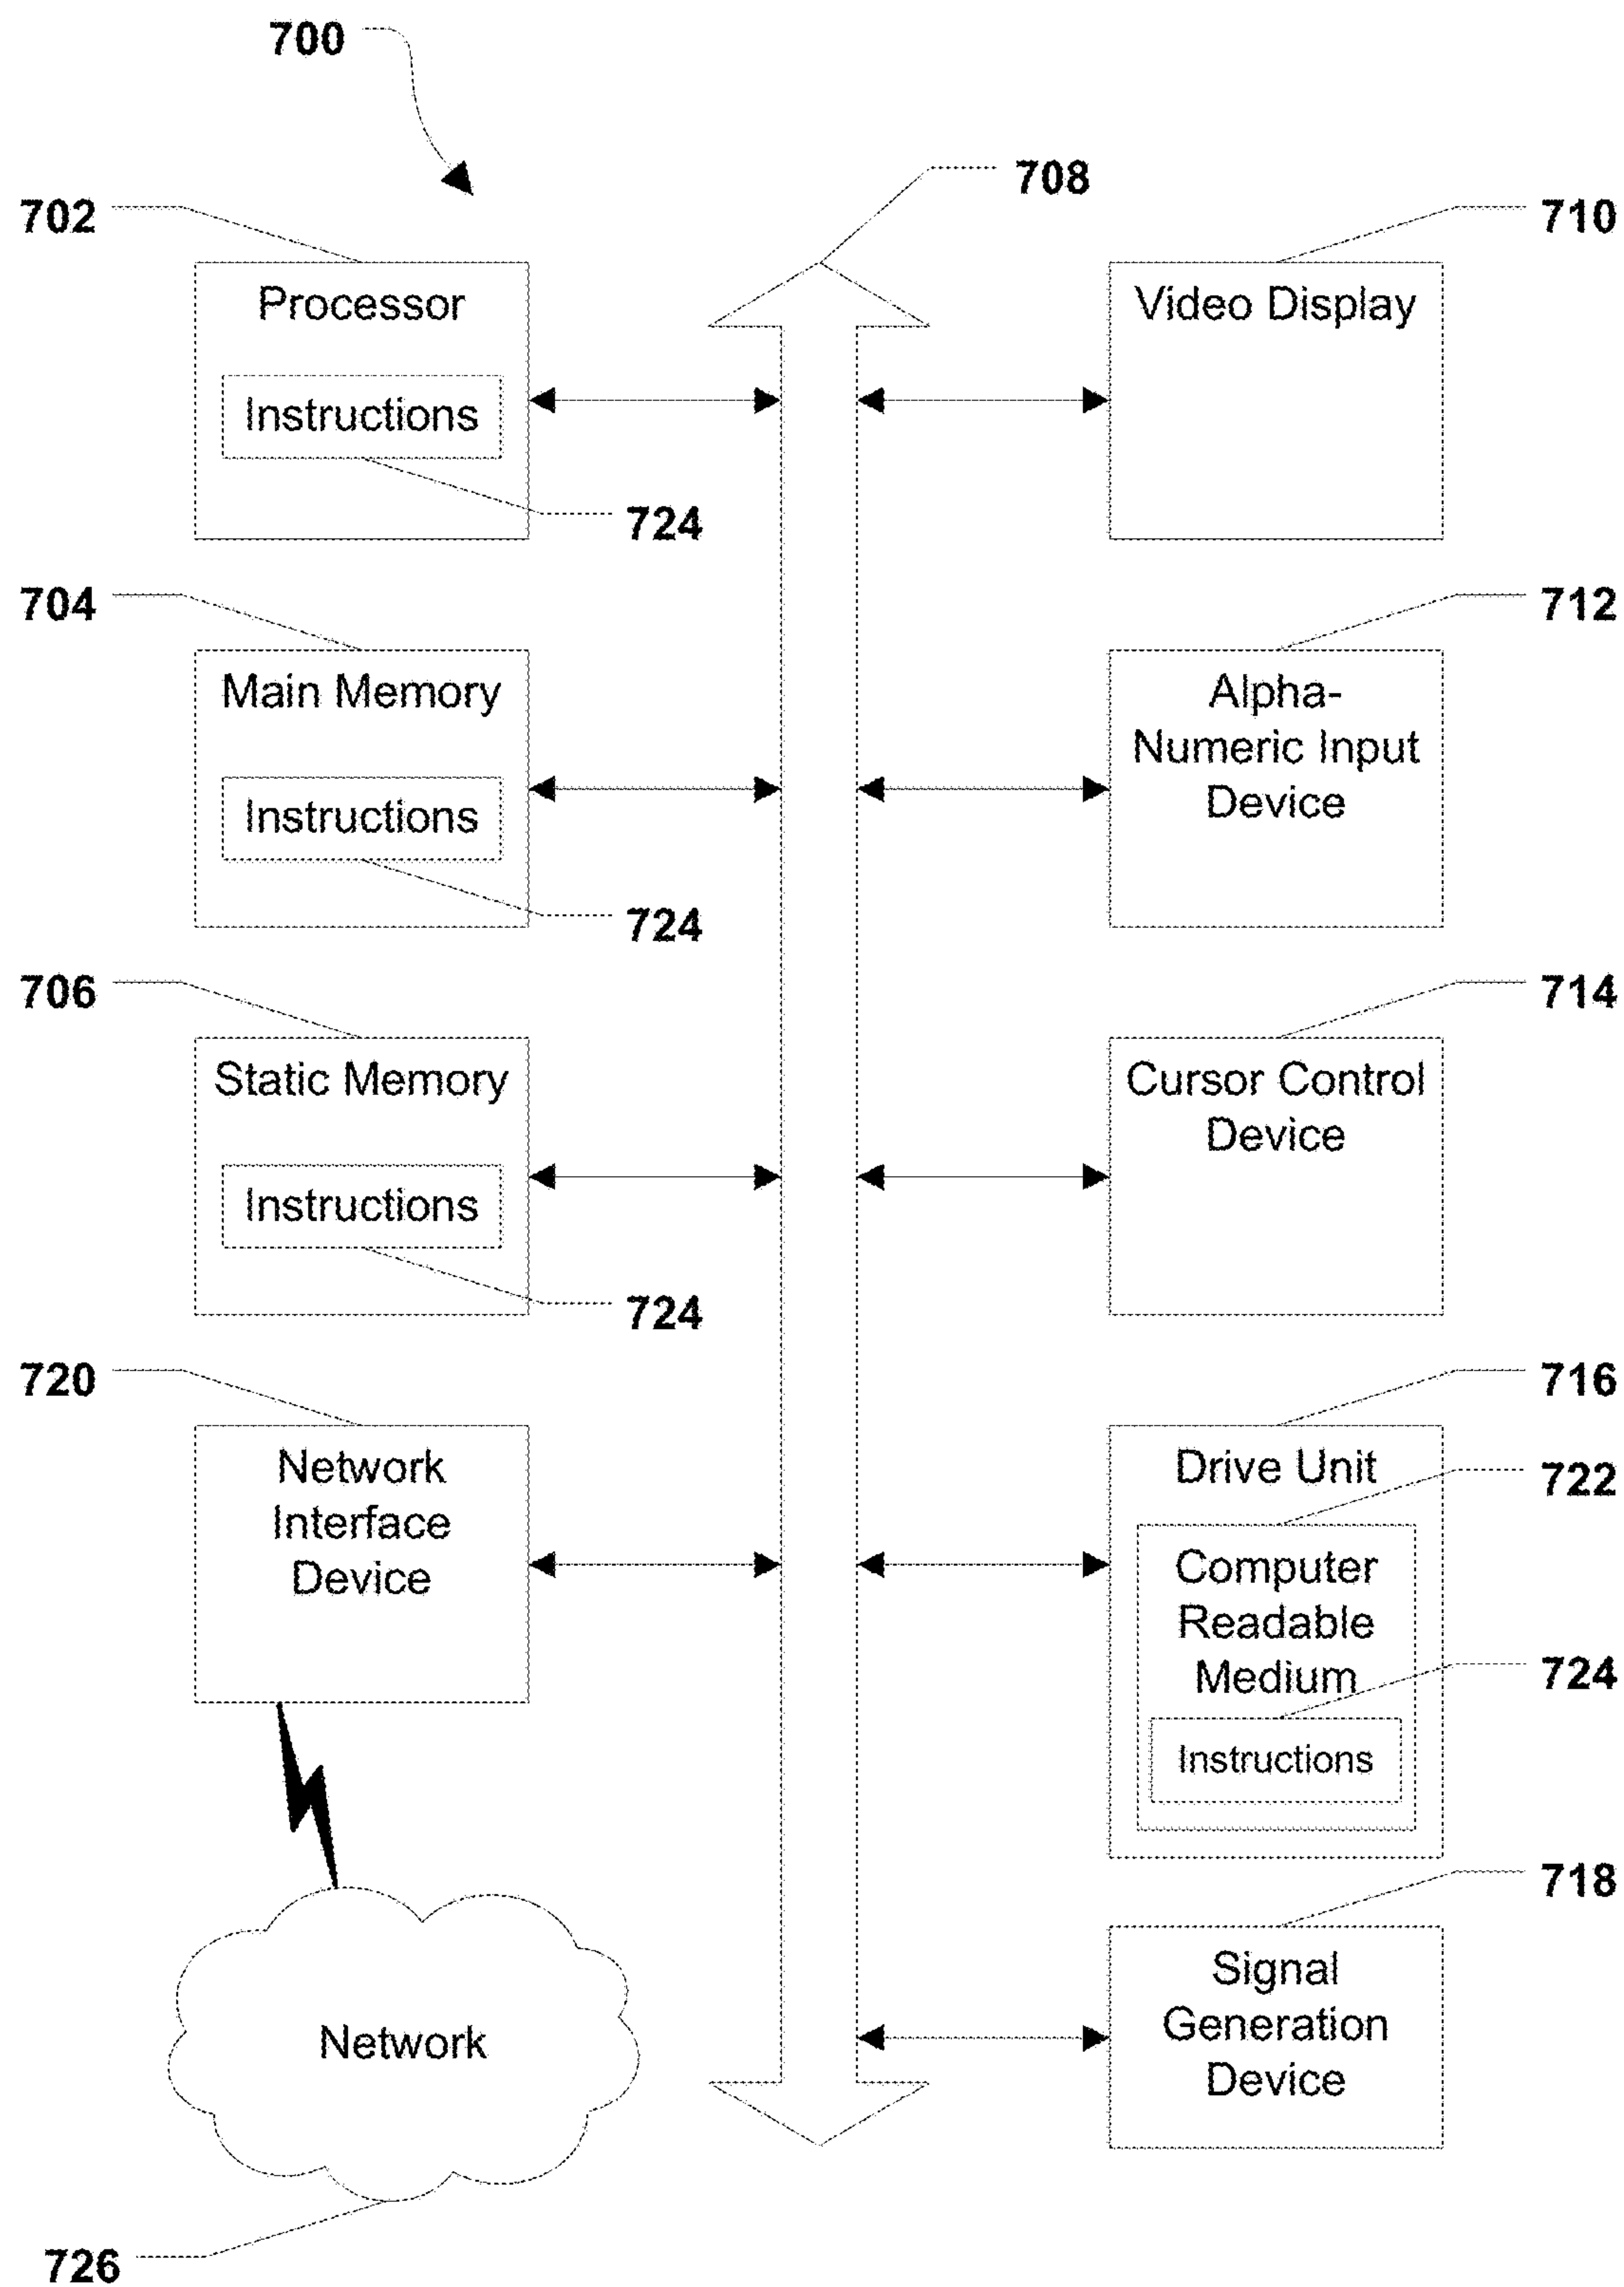 700
708
702
710
Processor
Instructions
724
Video Display
704
712
Main Memory
Instructions
724
Alpha-
Numeric Input
Device
706
714
Static Memory
Instructions
724
Cursor Control
Device
720
716
Network
Interface
Device
Drive Unit
722
Computer
Readable
Medium
724
Instructions
718
Signal
Generation
Device
Network
726